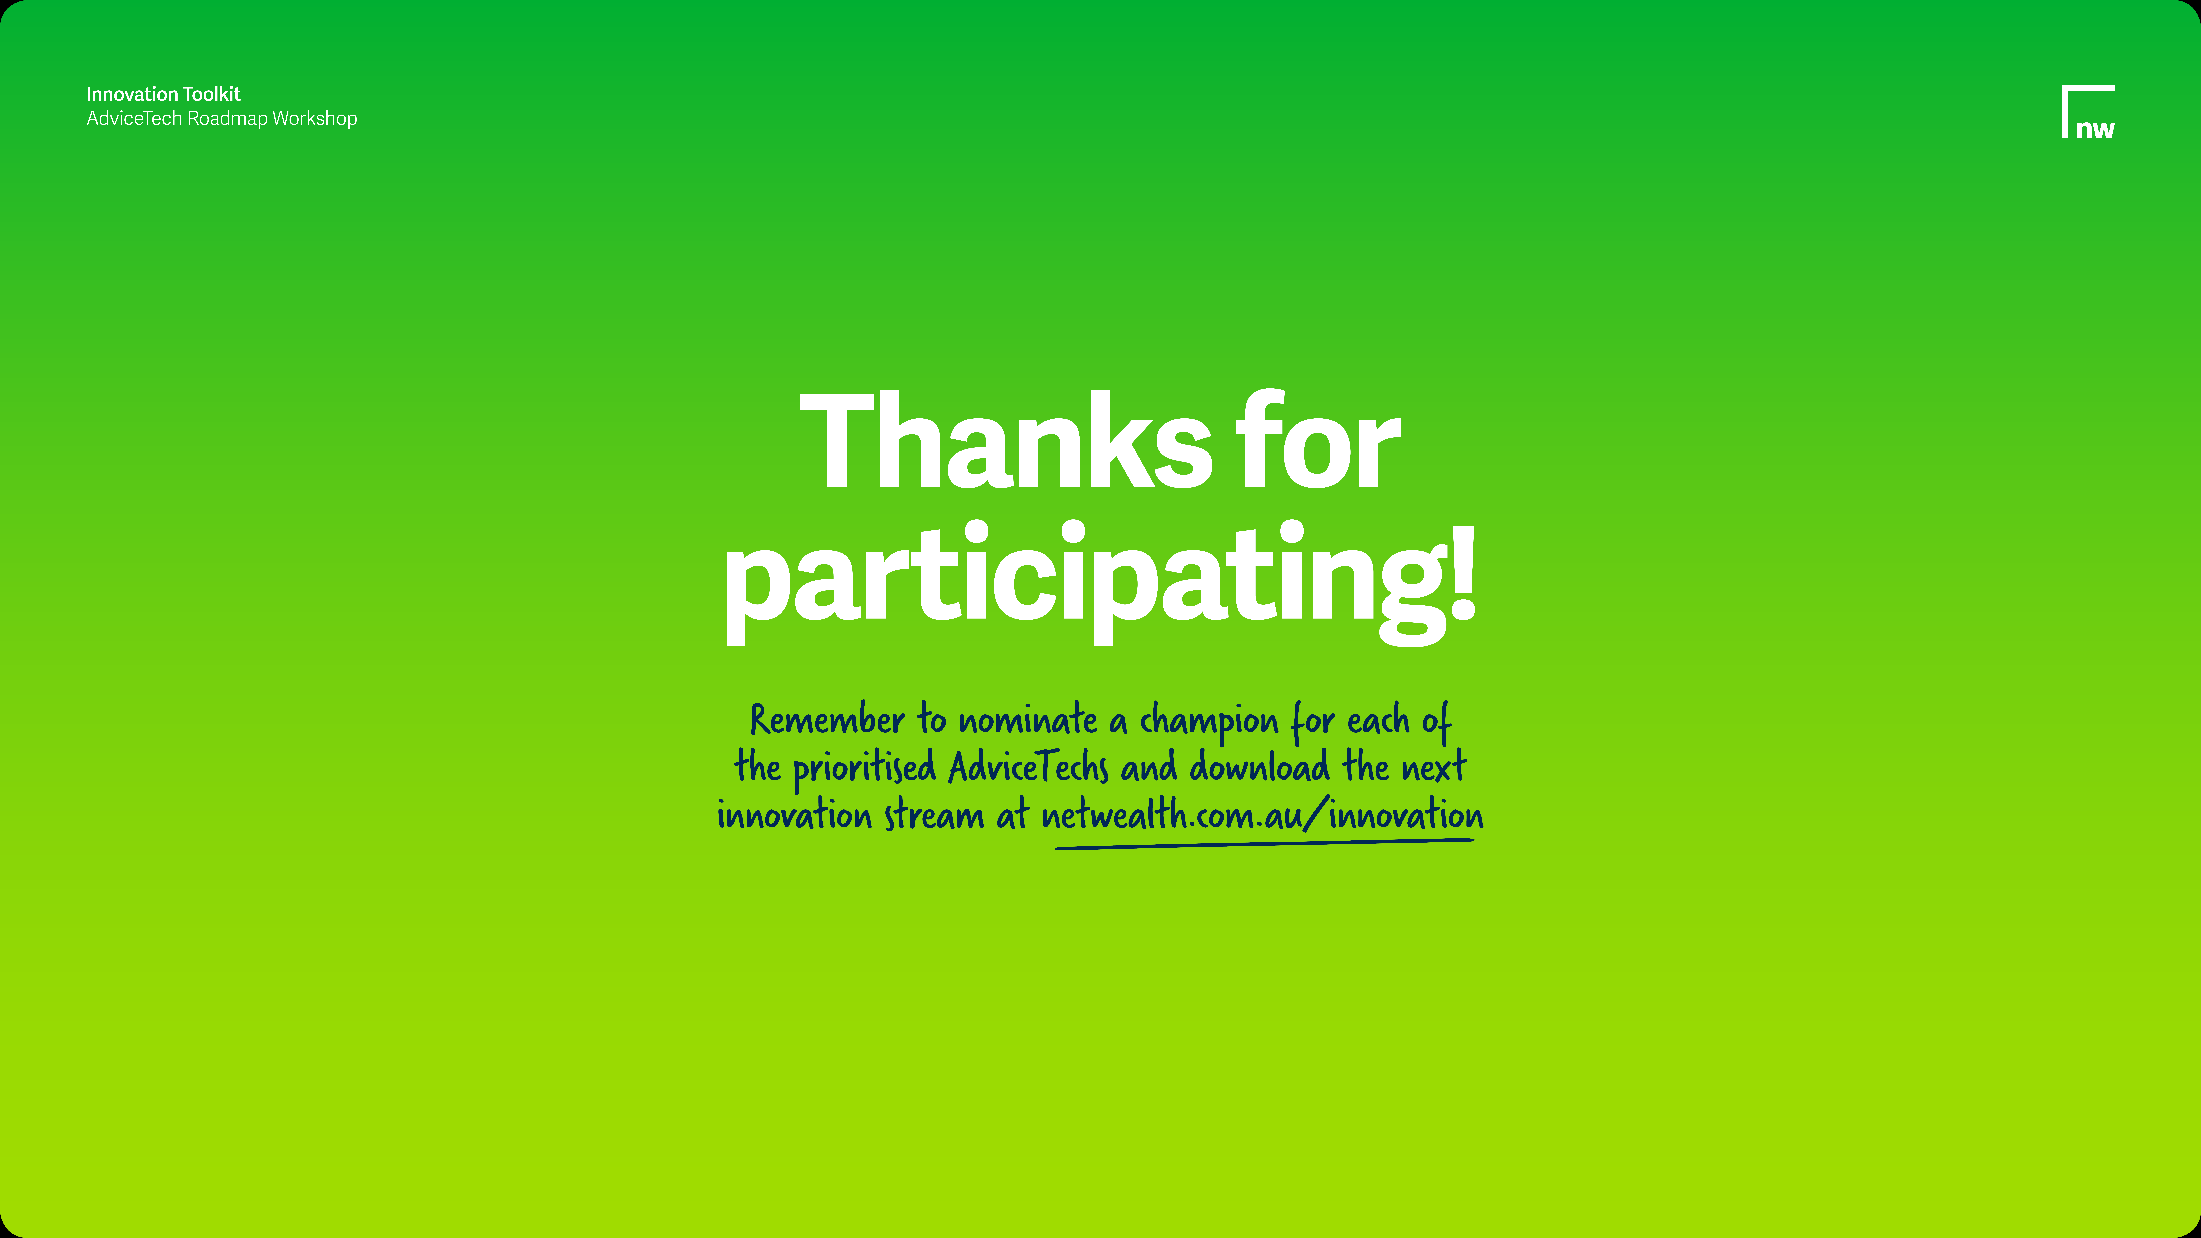 Innovation Toolkit
AdviceTech Roadmap Workshop
nw
Thanks for
participating!
Remember to nominate a champion for each of
the prioritised AdviceTechs and download the next
innovation stream at netwealth.com.au/innovation